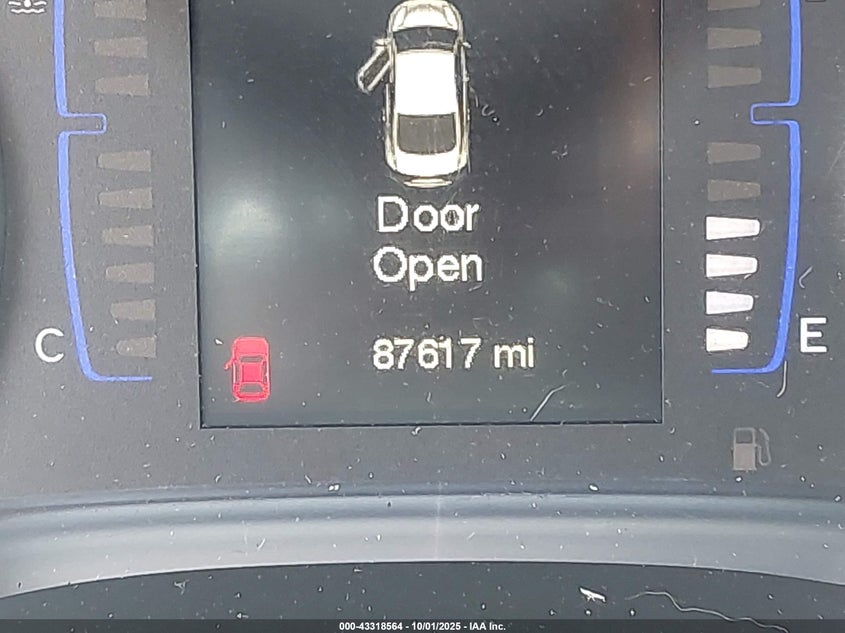 Door
Open
C
E
87617 mi
000-43318564 - 10/01/2025 - IAA Inc.